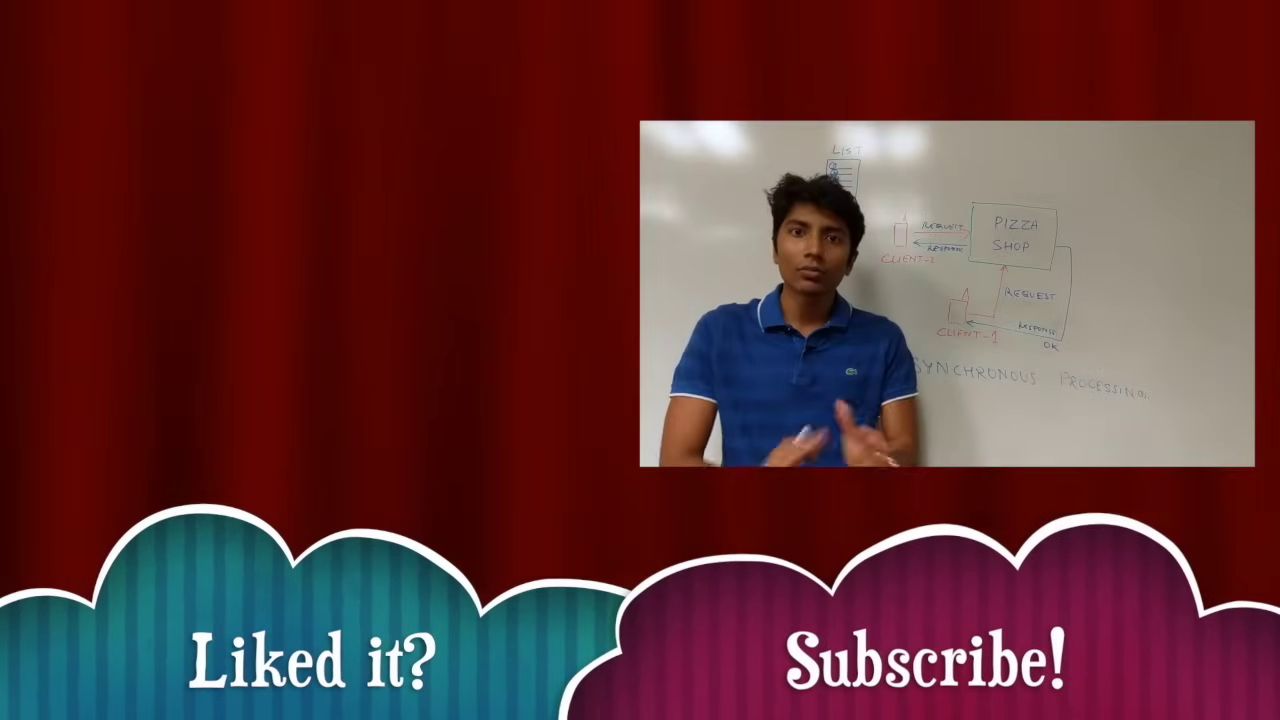 LIST
PIZZA
SHOP
REQUEST
RESPONSE
CLIENT-2
REQUEST
RESPONSE
OK
CLIENT-1
SYNCHRONOUS PROCESSING
Liked it?
Subscribe!